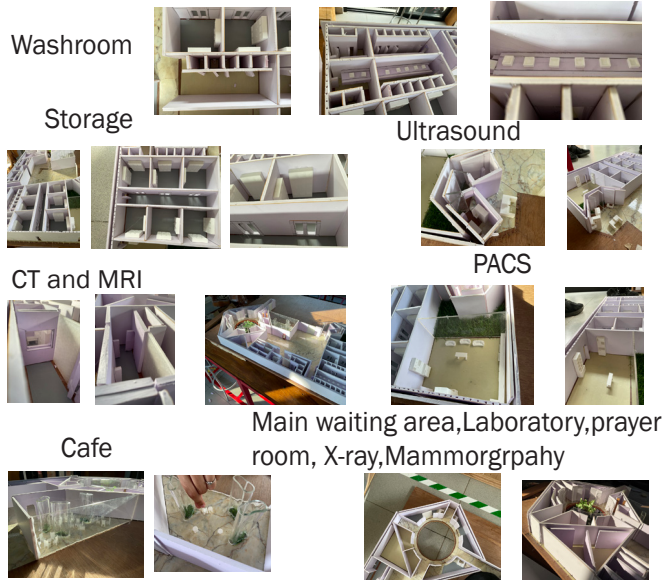 Washroom
Storage
Ultrasound
CT and MRI
PACS
Main waiting area,Laboratory,prayer
room, X-ray,Mammorgrpahy
Cafe